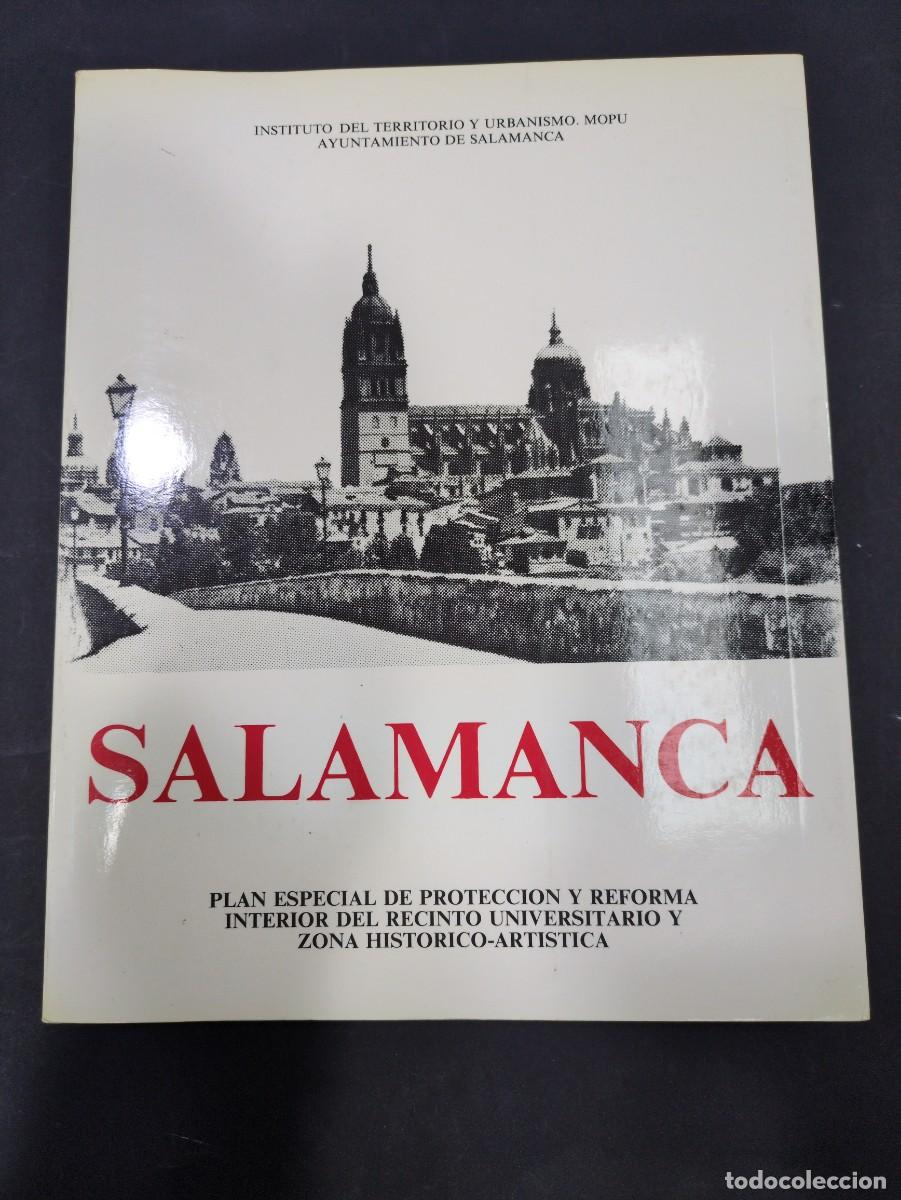 INSTITUTO DEL TERRITORIO Y URBANISMO. MOPU
AYUNTAMIENTO DE SALAMANCA
SALAMANCA
PLAN ESPECIAL DE PROTECCION Y REFORMA
INTERIOR DEL RECINTO UNIVERSITARIO Y
ZONA HISTORICO-ARTISTICA
todocoleccion